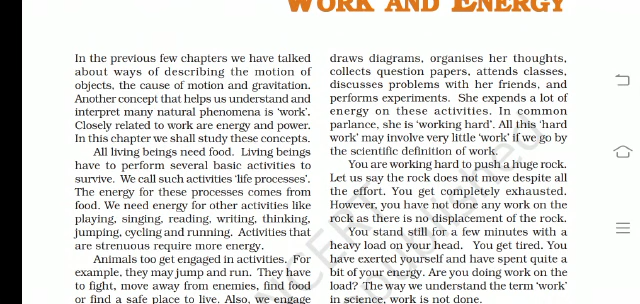 WORK AND ENERGY
In the previous few chapters we have talked
about ways of describing the motion of
objects, the cause of motion and gravitation.
Another concept that helps us understand and
interpret many natural phenomena is ‘work’.
Closely related to work are energy and power.
In this chapter we shall study these concepts.
All living beings need food. Living beings
have to perform several basic activities to
survive. We call such activities ‘life processes’.
The energy for these processes comes from
food. We need energy for other activities like
playing, singing, reading, writing, thinking,
jumping, cycling and running. Activities that
are strenuous require more energy.
Animals too get engaged in activities. For
example, they may jump and run. They have
to fight, move away from enemies, find food
or find a safe place to live. Also, we engage
draws diagrams, organises her thoughts,
collects question papers, attends classes,
discusses problems with her friends, and
performs experiments. She expends a lot of
energy on these activities. In common
parlance, she is ‘working hard’. All this ‘hard
work’ may involve very little ‘work’ if we go by
the scientific definition of work.
You are working hard to push a huge rock.
Let us say the rock does not move despite all
the effort. You get completely exhausted.
However, you have not done any work on the
rock as there is no displacement of the rock.
You stand still for a few minutes with a
heavy load on your head. You get tired. You
have exerted yourself and have spent quite a
bit of your energy. Are you doing work on the
load? The way we understand the term ‘work’
in science, work is not done.